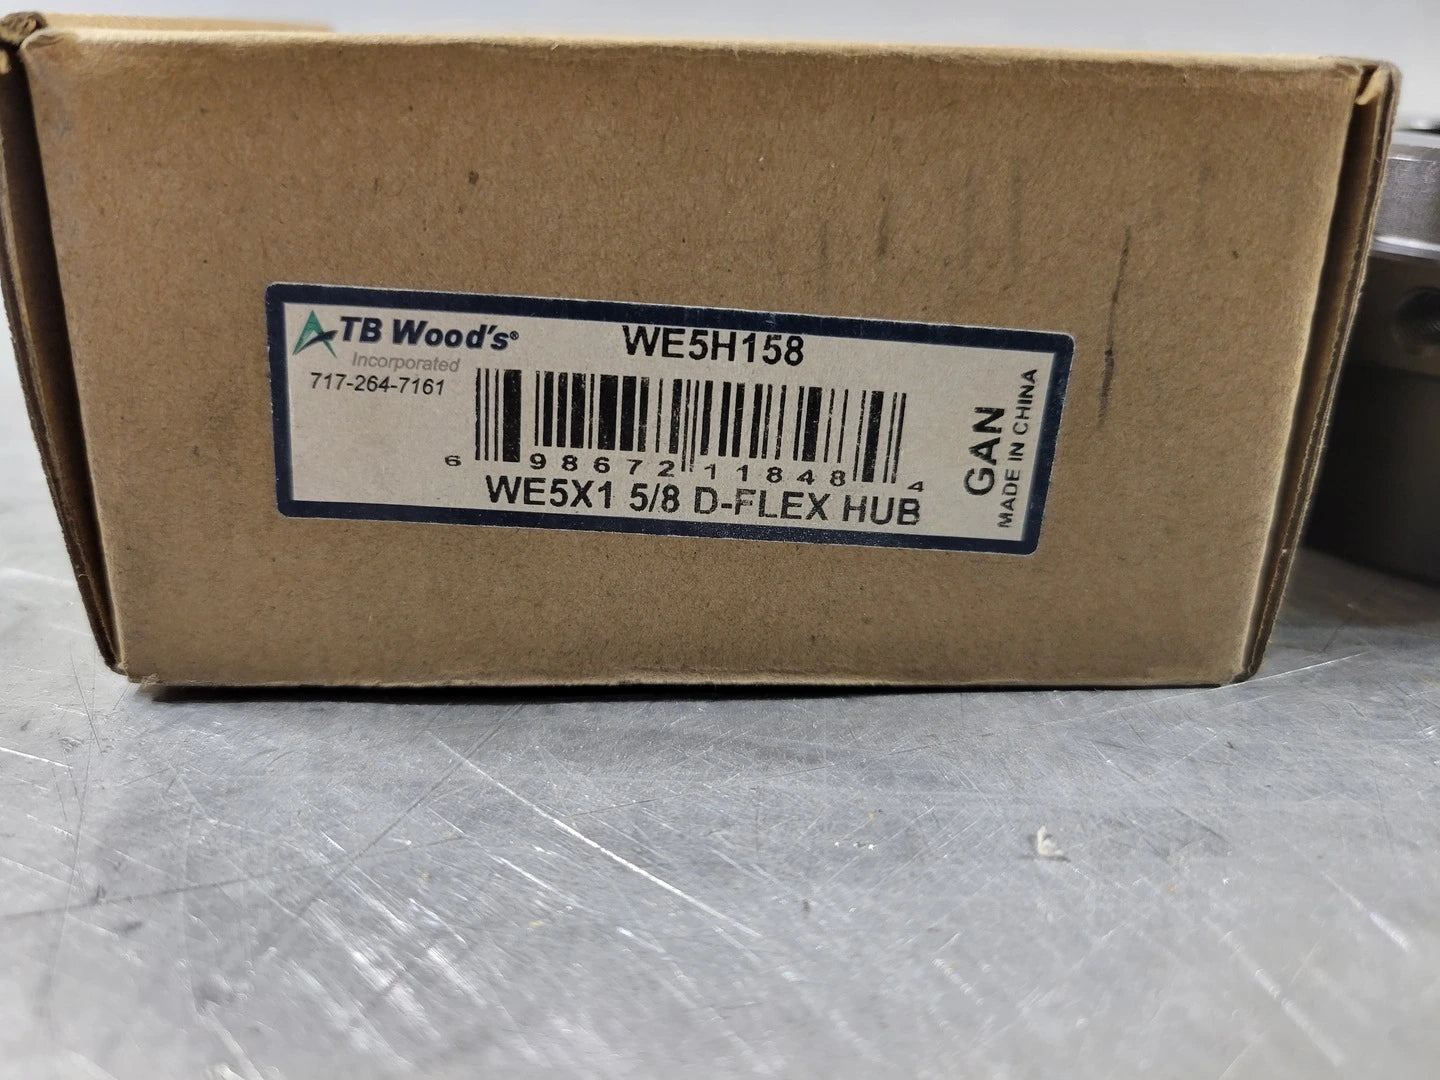 TB Wood's®
Incorporated
717-264-7161
WE5H158
6 98672 11848 4
WE5X1 5/8 D-FLEX HUB
GAN
MADE IN CHINA